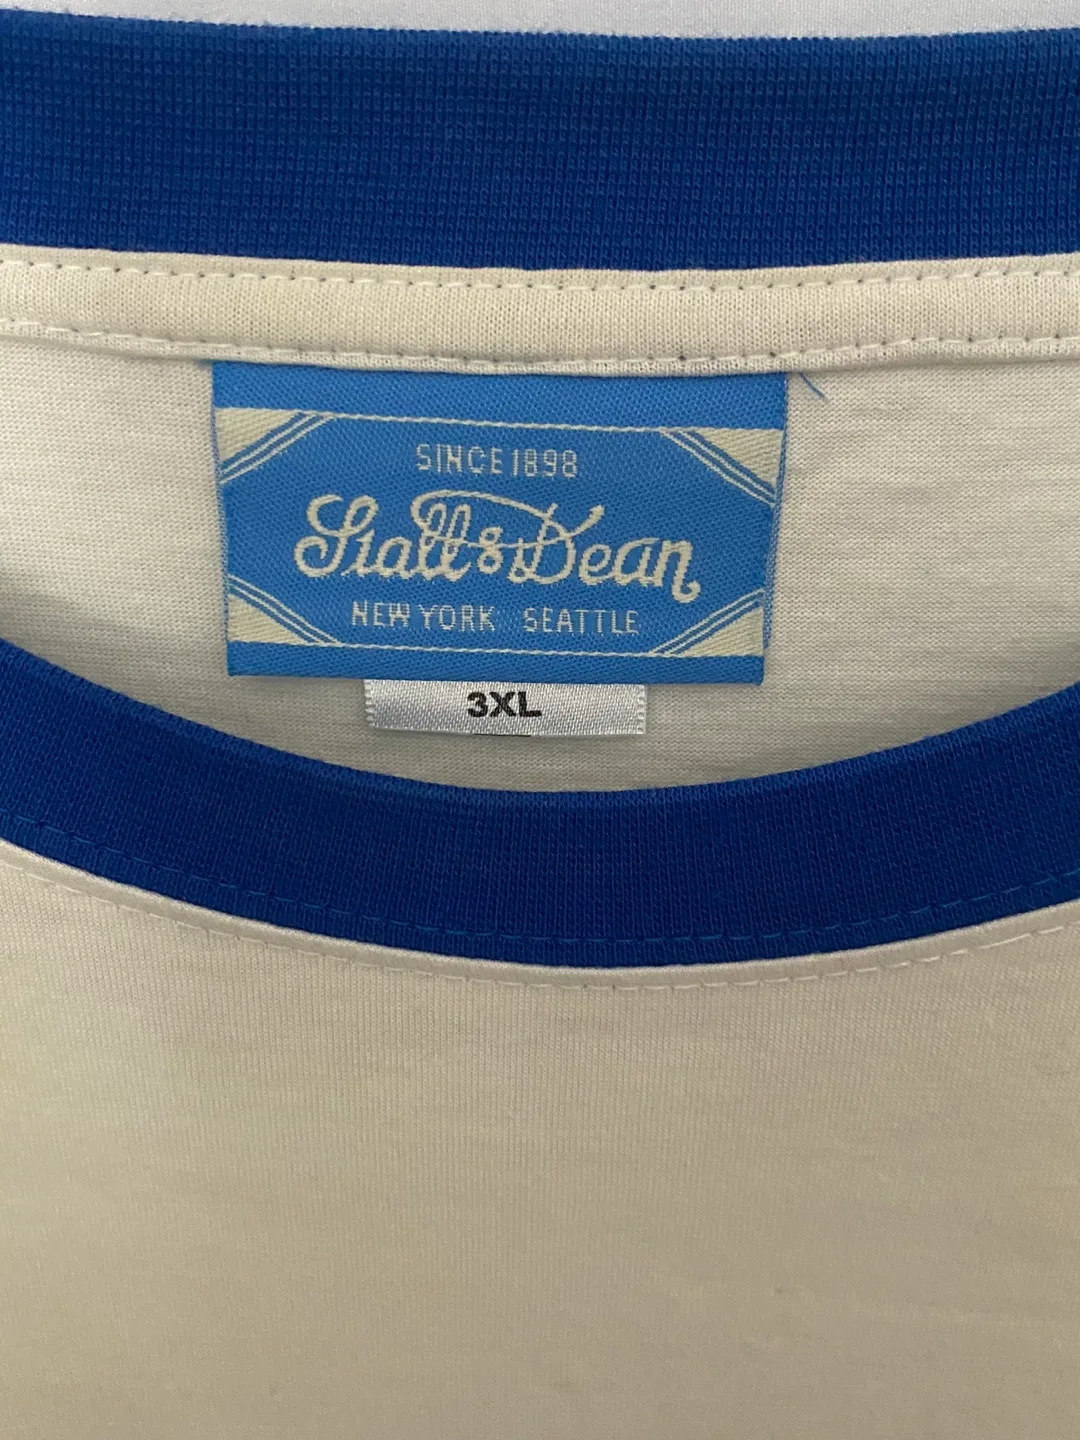 SINCE 1898
Stall & Dean
NEW YORK SEATTLE
3XL